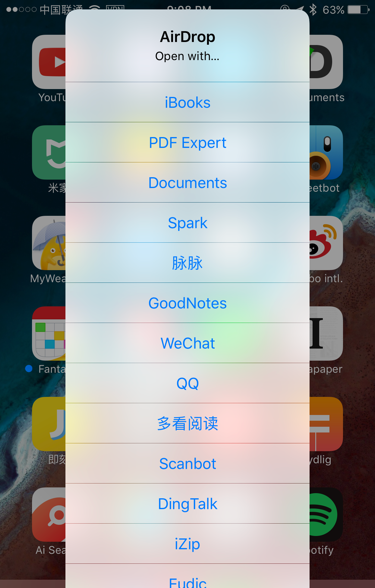 中国联通 VPN 9:08 PM 63%
AirDrop
Open with...
iBooks
PDF Expert
Documents
Spark
脉脉
GoodNotes
WeChat
QQ
多看阅读
Scanbot
DingTalk
iZip
Eudic
YouTu
uments
米家
eetbot
MyWea
bo intl.
Fanta
apaper
即刻
ydlig
Ai Sea
potify